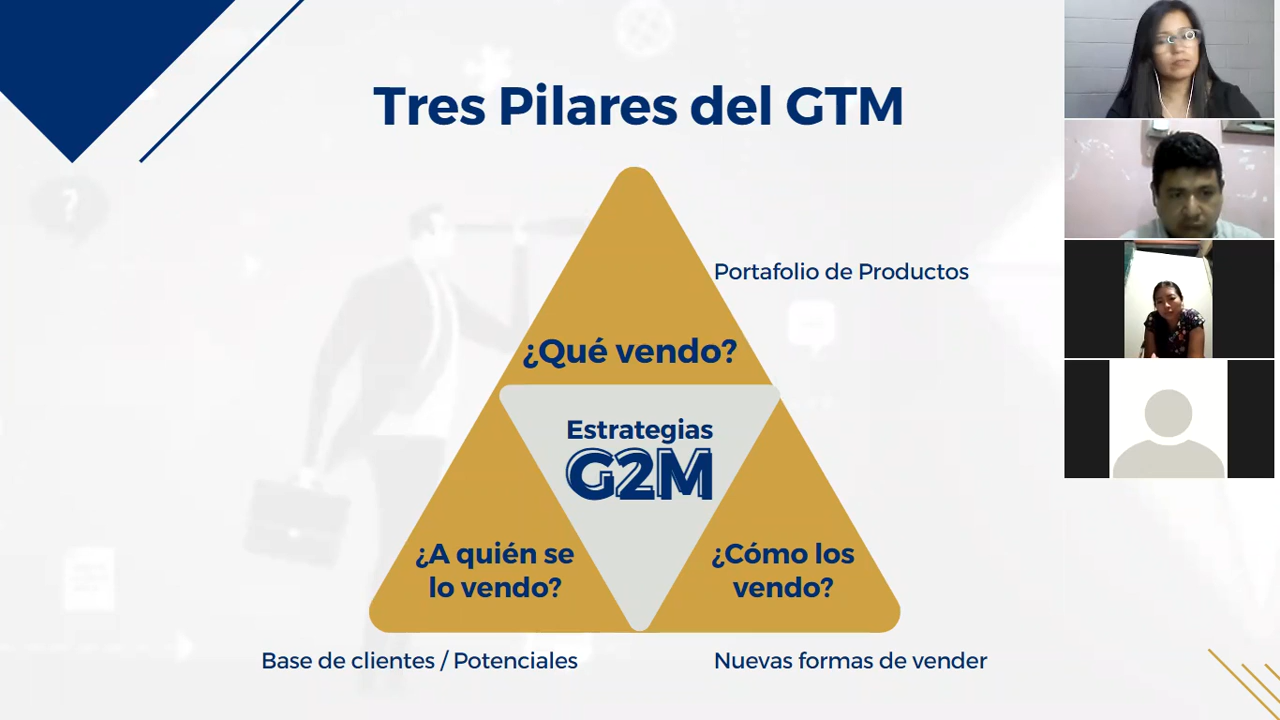 Tres Pilares del GTM
Portafolio de Productos
¿Qué vendo?
Estrategias
G2M
¿A quién se
lo vendo?
¿Cómo los
vendo?
Base de clientes / Potenciales
Nuevas formas de vender
?